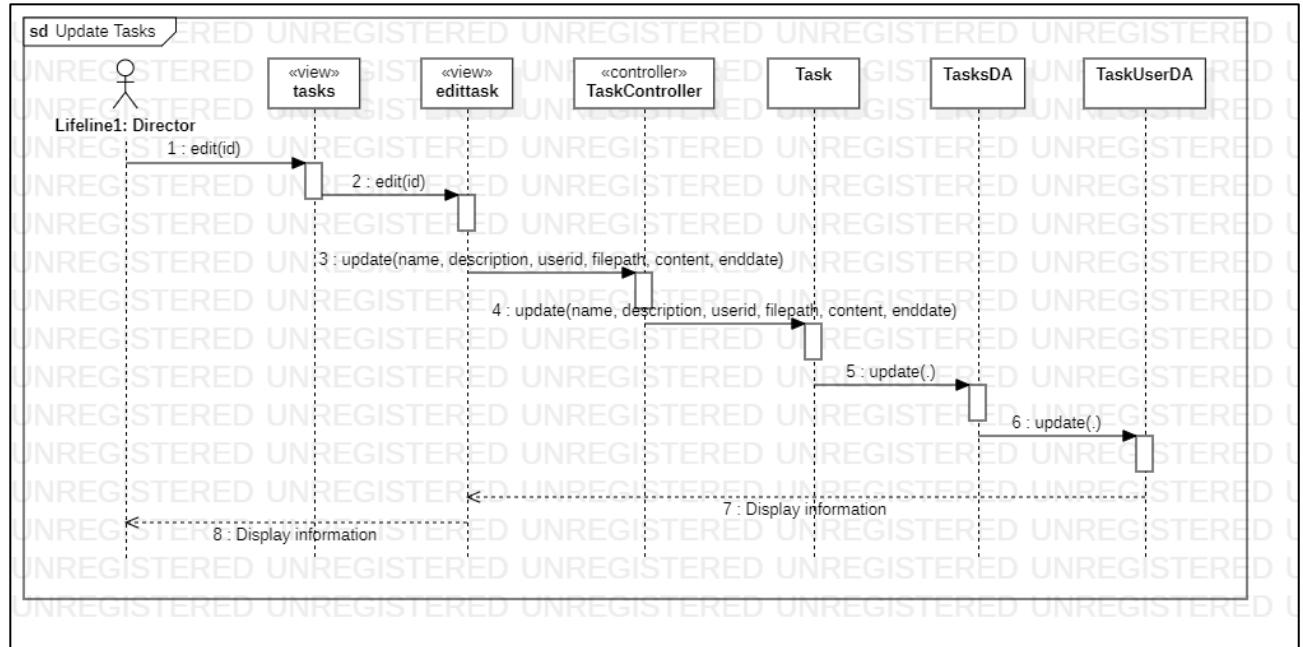 sd Update Tasks
«view»
tasks
«view»
edittask
«controller»
TaskController
Task
TasksDA
TaskUserDA
Lifeline1: Director
1 : edit(id)
2 : edit(id)
3 : update(name, description, userid, filepath, content, enddate)
4 : update(name, description, userid, filepath, content, enddate)
5 : update(.)
6 : update(.)
7 : Display information
8 : Display information
UNREGISTERED UNREGISTERED UNREGISTERED UNREGISTERED UNREGISTERED